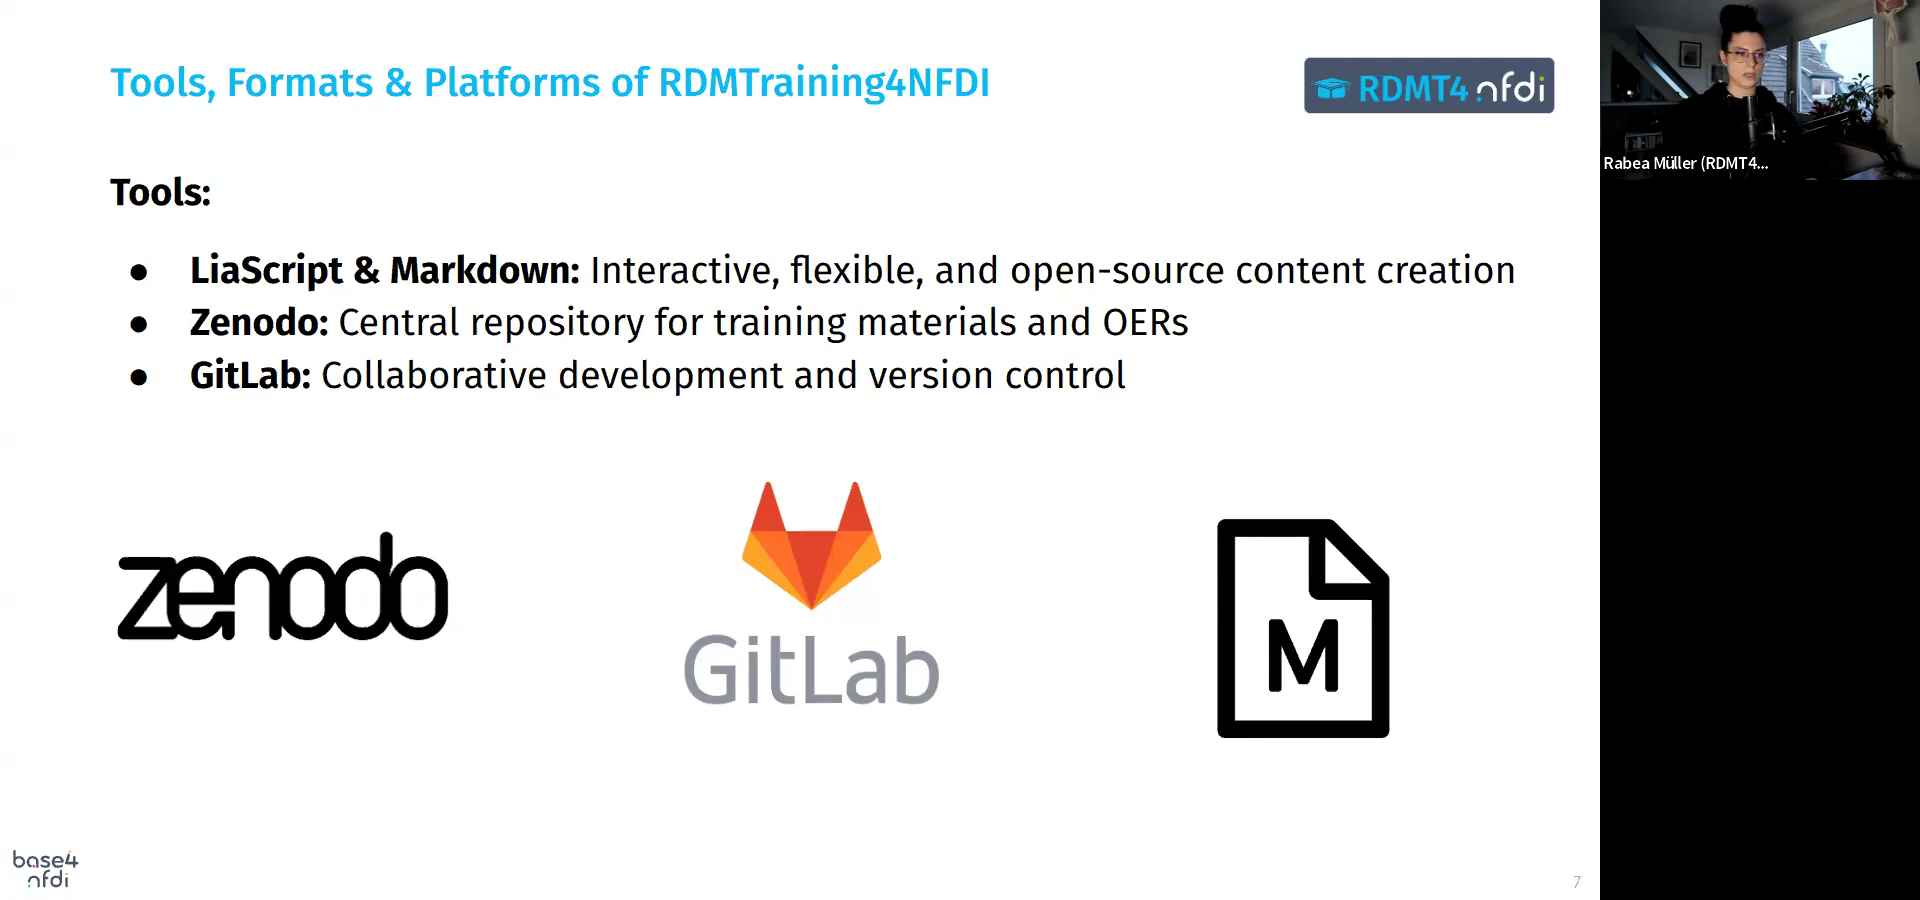 Tools, Formats & Platforms of RDMTraining4NFDI
RDMT4 nfdi
Rabea Müller (RDMT4...
Tools:
● LiaScript & Markdown: Interactive, flexible, and open-source content creation
● Zenodo: Central repository for training materials and OERs
● GitLab: Collaborative development and version control
zenodo
GitLab
M
base4
nfdi
7